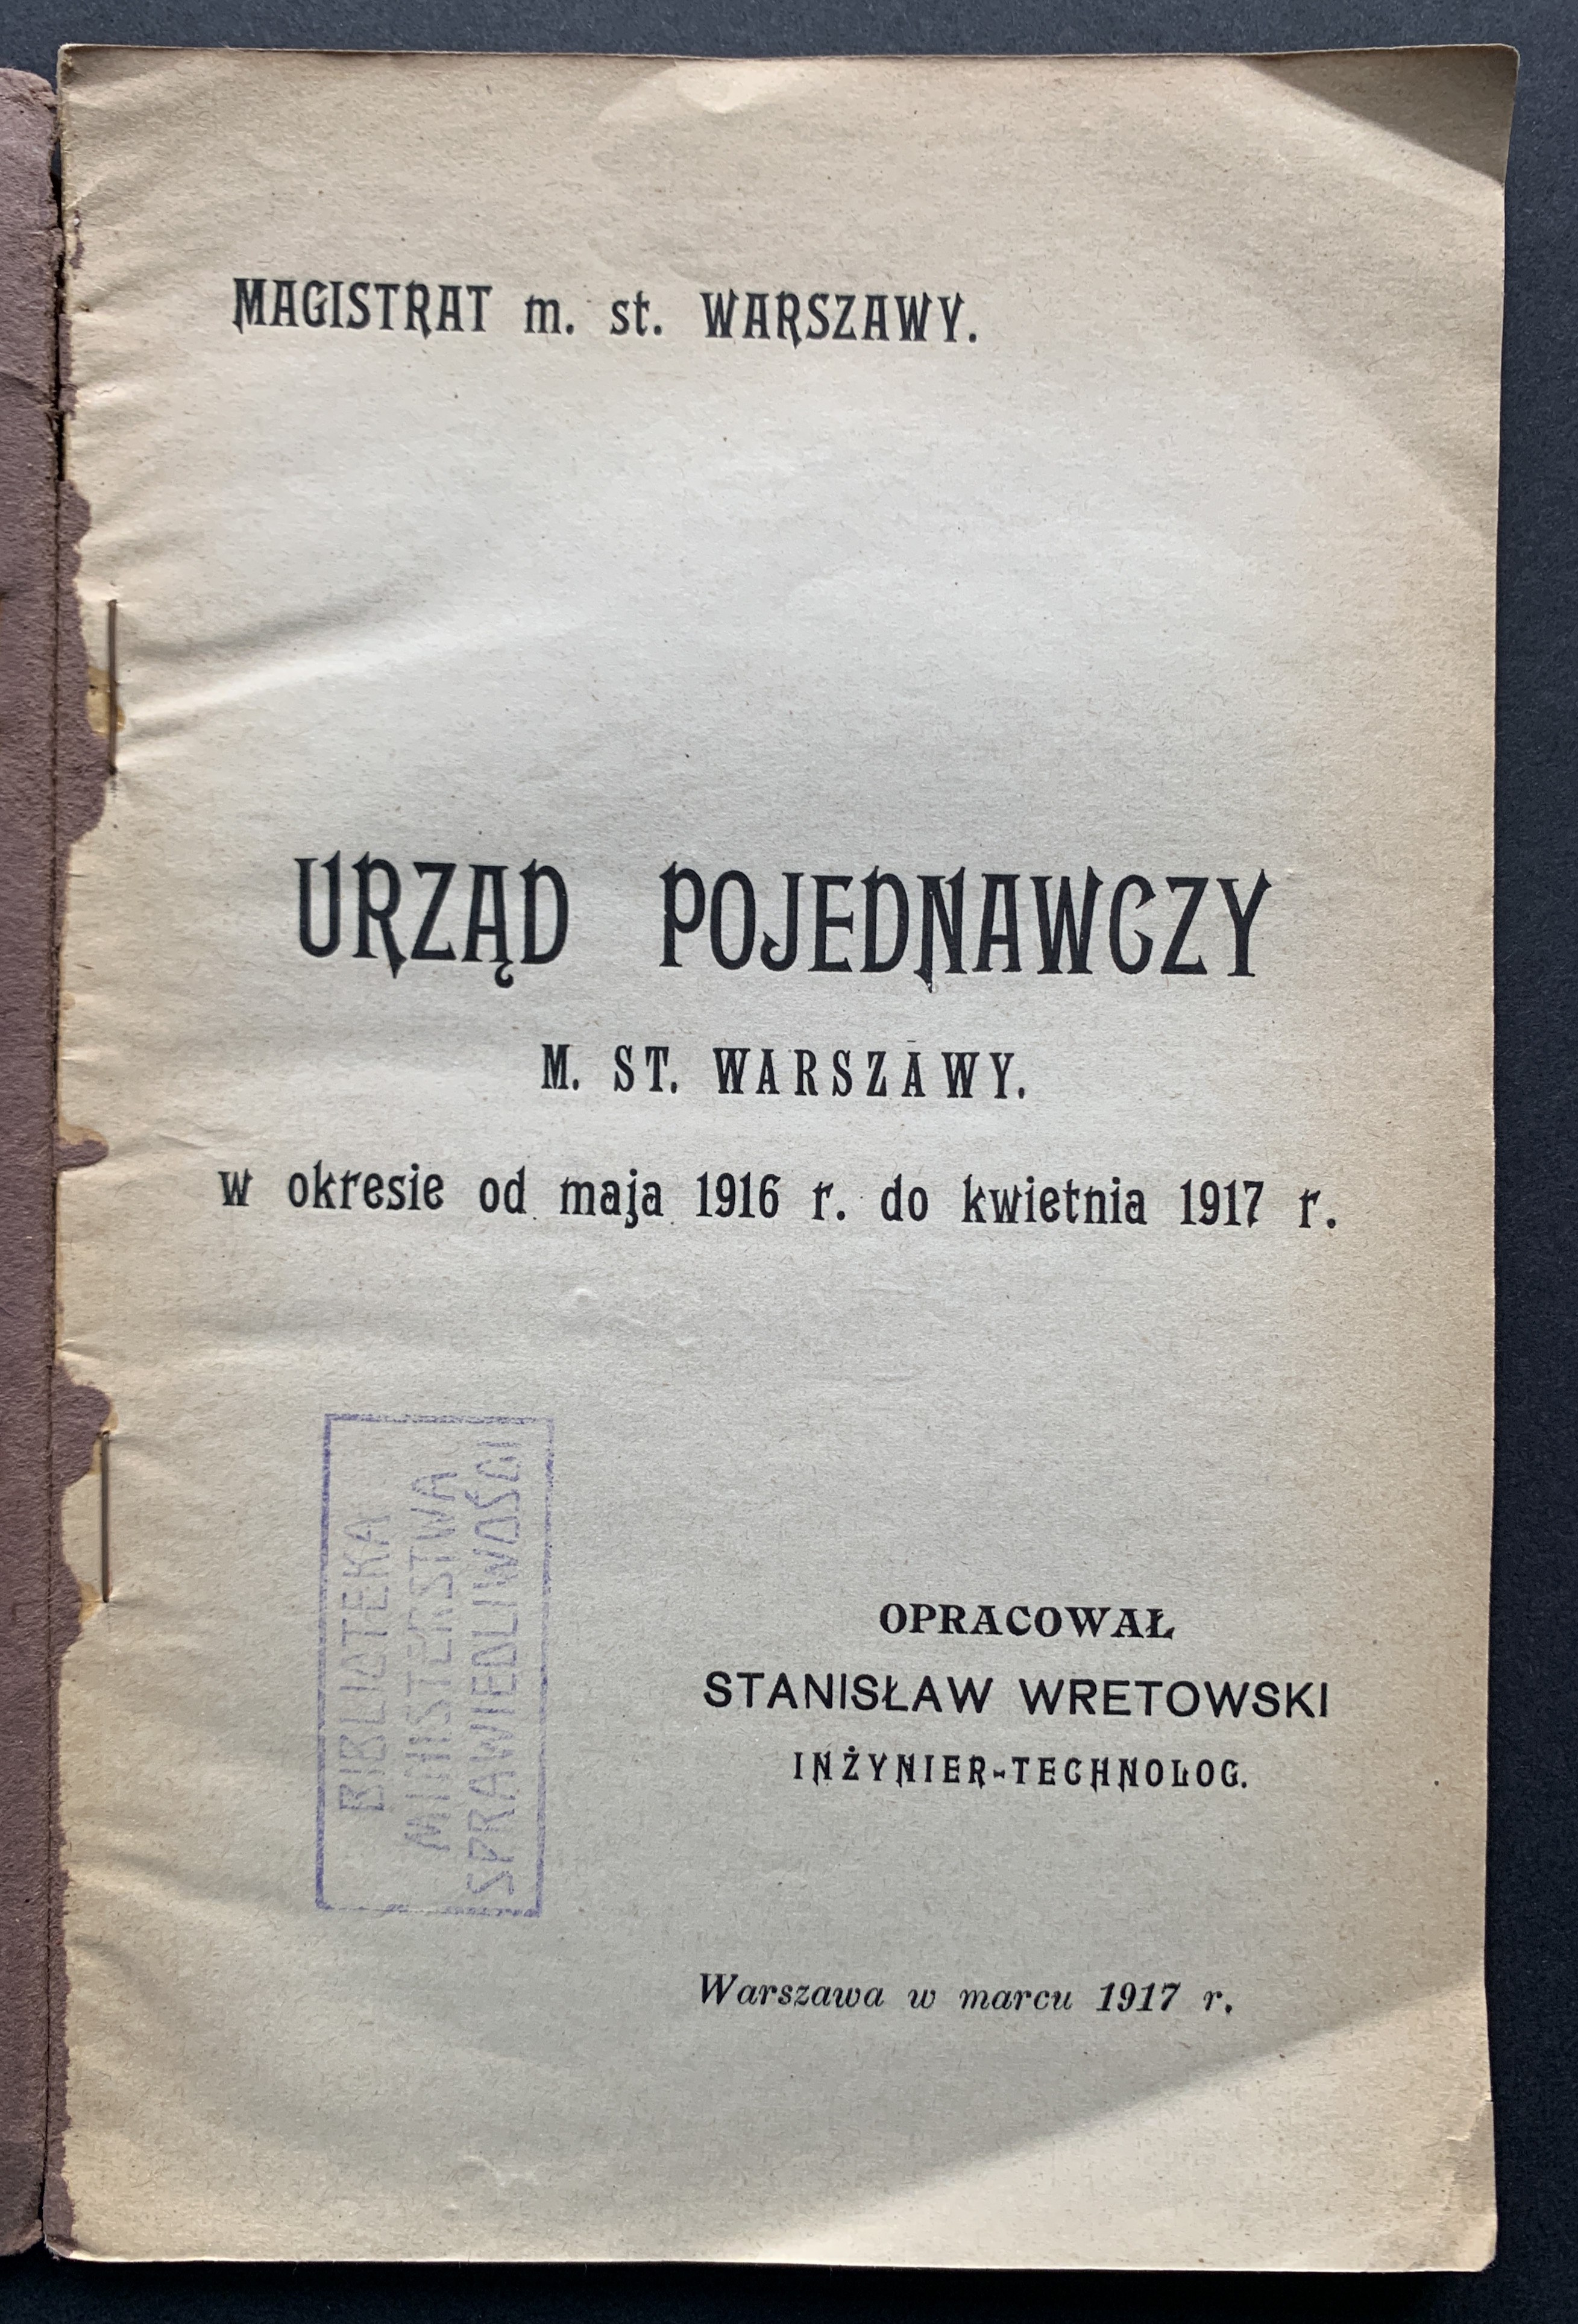 MAGISTRAT m. st. WARSZAWY.
URZĄD POJEDNAWCZY
M. ST. WARSZAWY.
w okresie od maja 1916 r. do kwietnia 1917 r.
BIBLJOTEKA
MINISTERSTWA
SPRAWIEDLIWOŚCI
OPRACOWAŁ
STANISŁAW WRETOWSKI
INŻYNIER-TECHNOLOG.
Warszawa w marcu 1917 r.